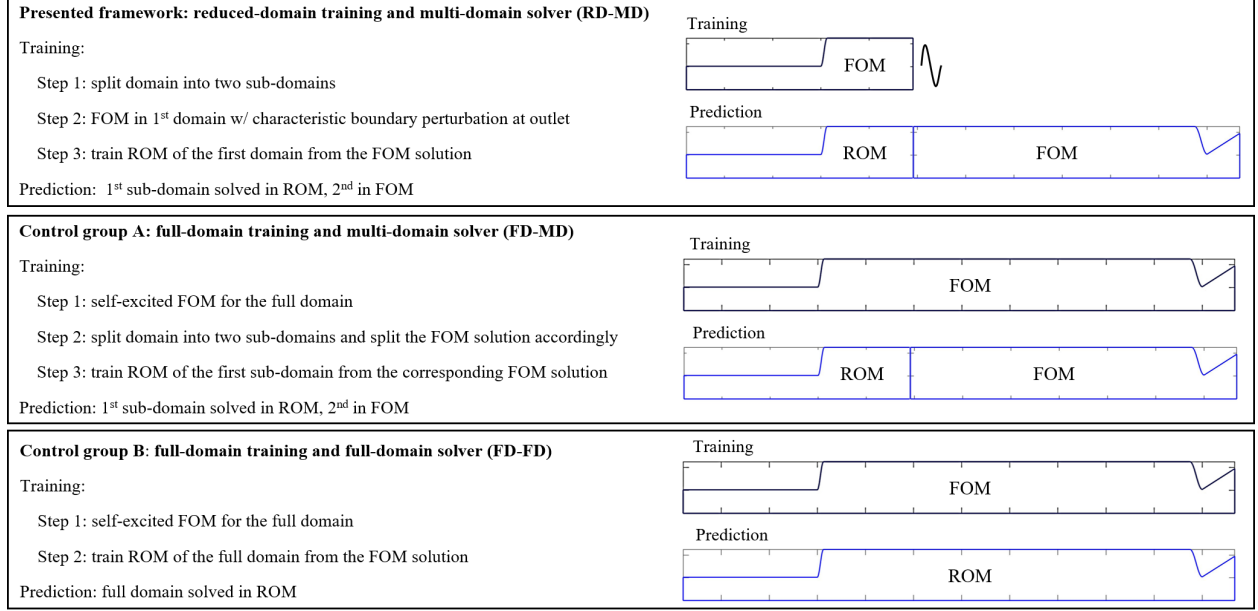 Presented framework: reduced-domain training and multi-domain solver (RD-MD)
Training:
Step 1: split domain into two sub-domains
Step 2: FOM in 1st domain w/ characteristic boundary perturbation at outlet
Step 3: train ROM of the first domain from the FOM solution
Prediction: 1st sub-domain solved in ROM, 2nd in FOM
Training
FOM
Prediction
ROM FOM
Control group A: full-domain training and multi-domain solver (FD-MD)
Training:
Step 1: self-excited FOM for the full domain
Step 2: split domain into two sub-domains and split the FOM solution accordingly
Step 3: train ROM of the first sub-domain from the corresponding FOM solution
Prediction: 1st sub-domain solved in ROM, 2nd in FOM
Training
FOM
Prediction
ROM FOM
Control group B: full-domain training and full-domain solver (FD-FD)
Training:
Step 1: self-excited FOM for the full domain
Step 2: train ROM of the full domain from the FOM solution
Prediction: full domain solved in ROM
Training
FOM
Prediction
ROM